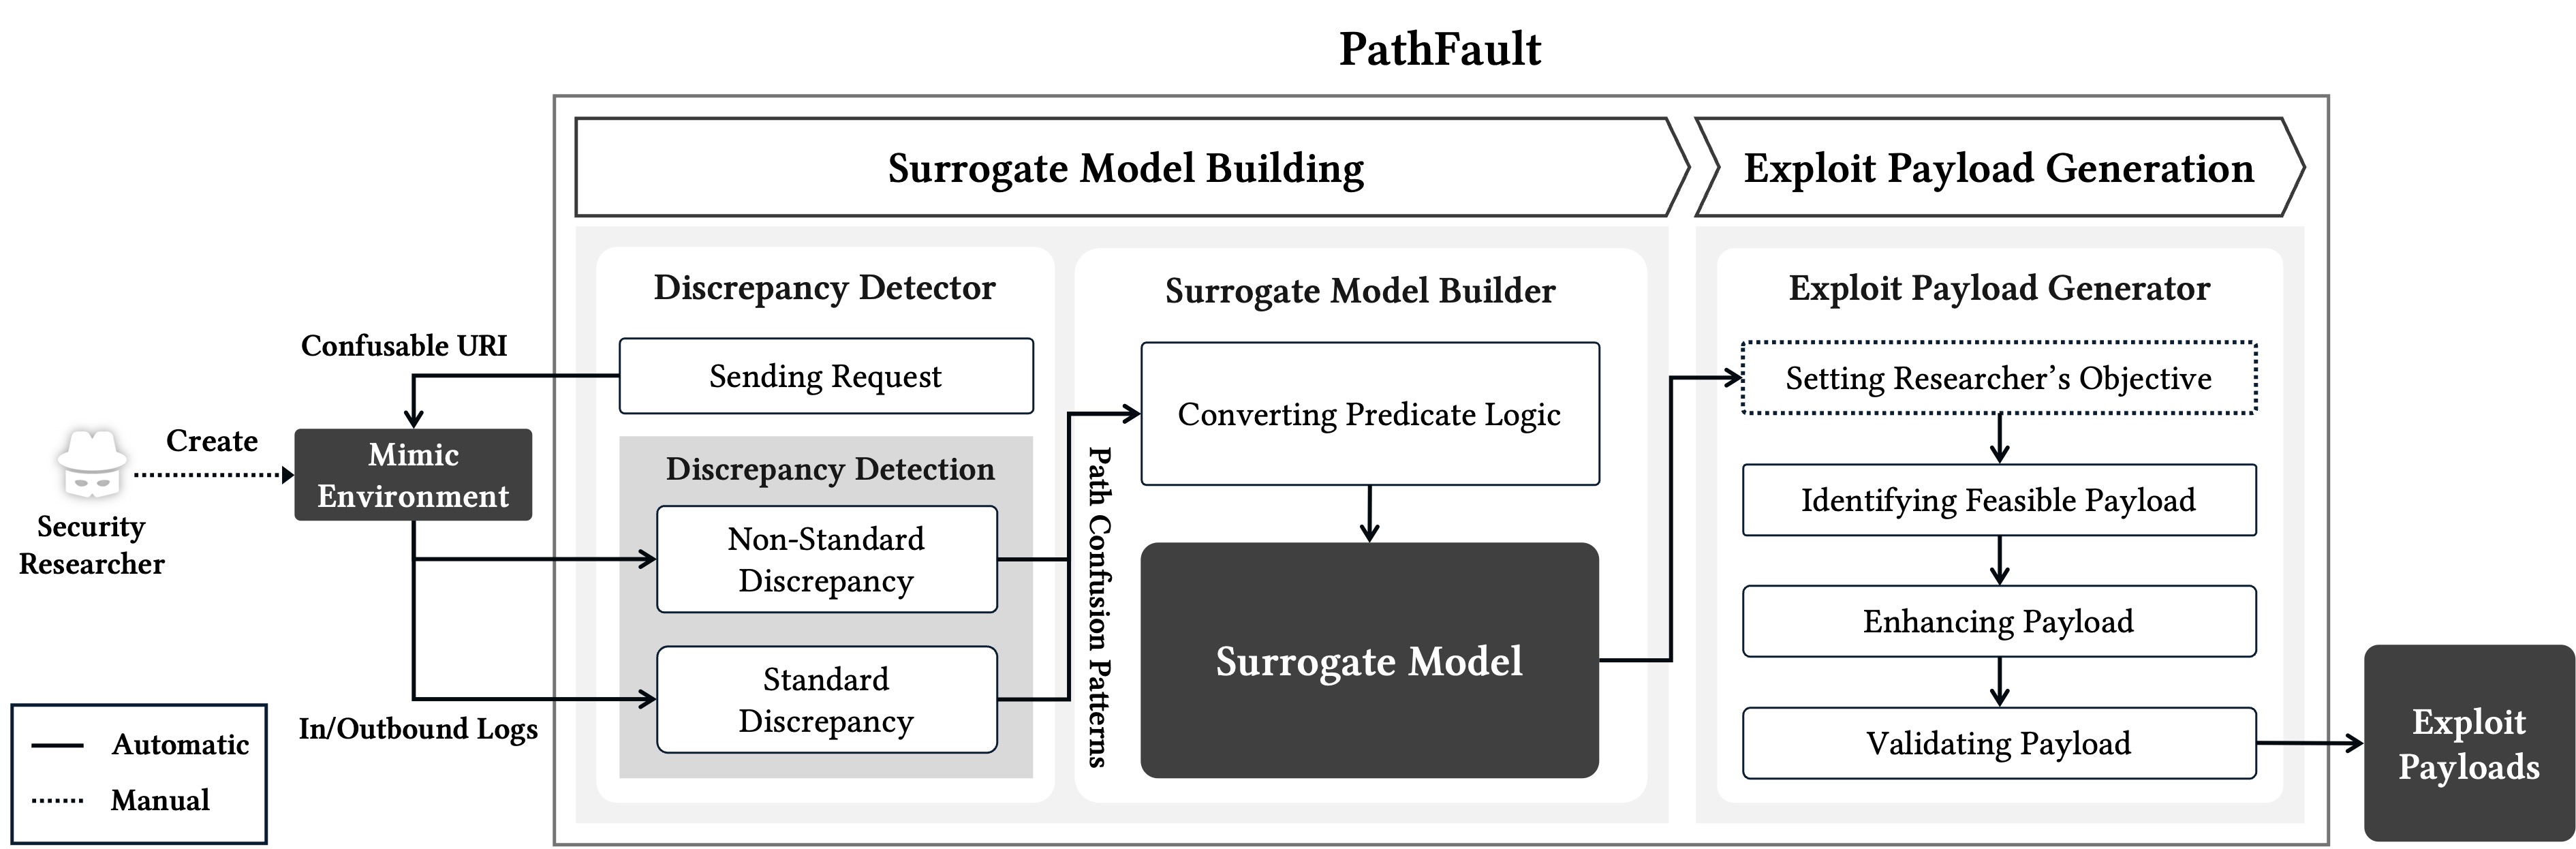 PathFault
Surrogate Model Building
Exploit Payload Generation
Discrepancy Detector
Surrogate Model Builder
Exploit Payload Generator
Confusable URI
Sending Request
Converting Predicate Logic
Setting Researcher's Objective
Create
Mimic
Environment
Security
Researcher
Discrepancy Detection
Non-Standard
Discrepancy
Standard
Discrepancy
In/Outbound Logs
Path Confusion Patterns
Surrogate Model
Identifying Feasible Payload
Enhancing Payload
Validating Payload
Exploit
Payloads
Automatic
Manual